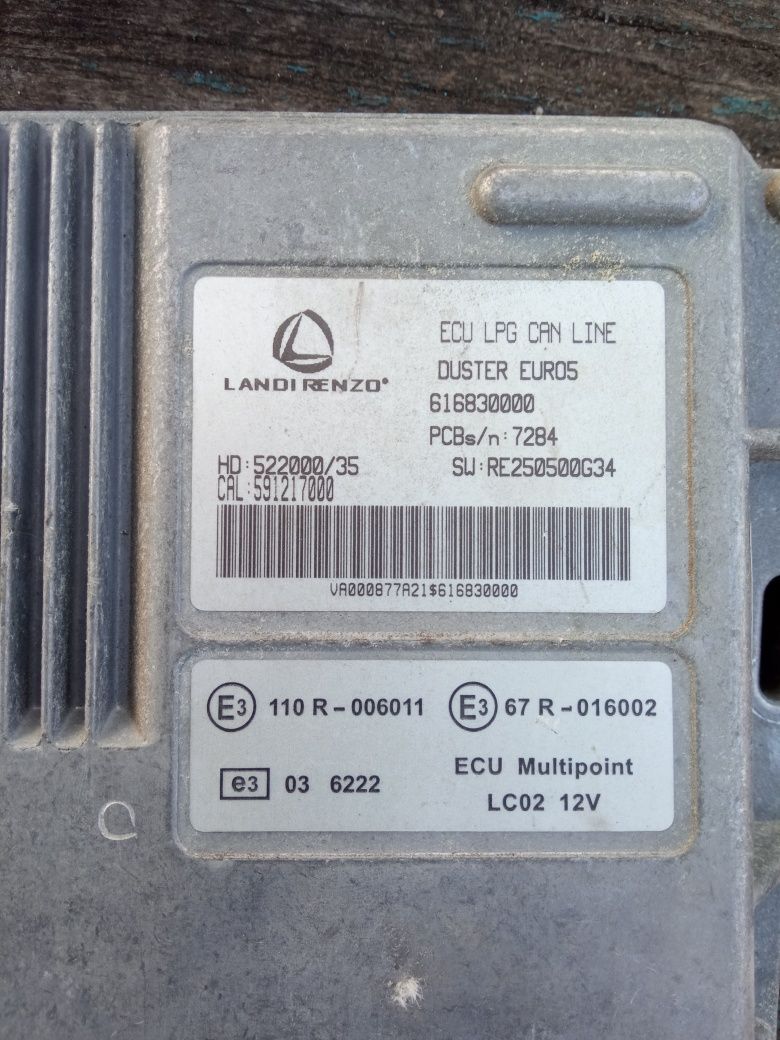 LANDI RENZO®
ECU LPG CAN LINE
DUSTER EURO5
616830000
PCBs/n:7284
HD:522000/35
SW:RE250500G34
CAL:591217000
VA000877A21$616830000
E3 110 R-006011
E3 67 R-016002
e3 03 6222
ECU Multipoint
LC02 12V